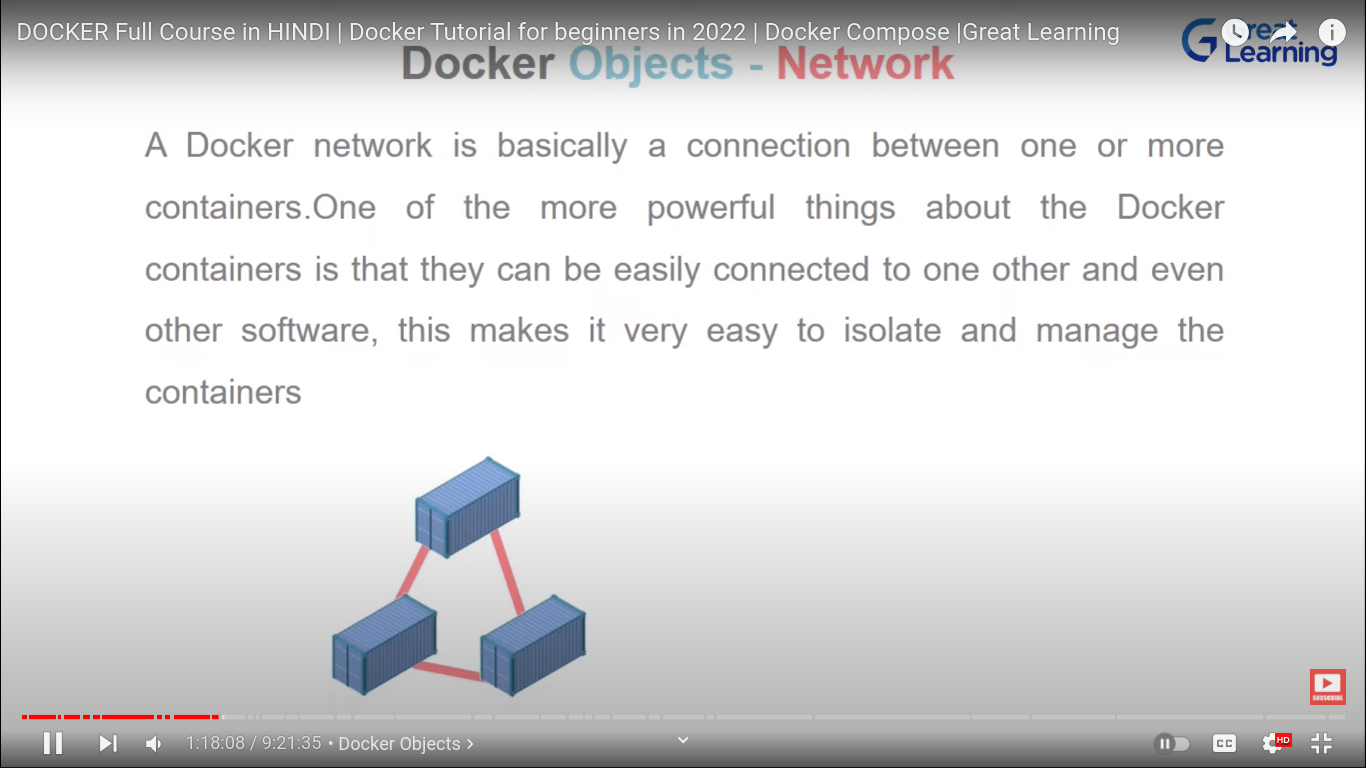 DOCKER Full Course in HINDI | Docker Tutorial for beginners in 2022 | Docker Compose |Great Learning
Great
Learning
Docker Objects - Network
A Docker network is basically a connection between one or more
containers.One of the more powerful things about the Docker
containers is that they can be easily connected to one other and even
other software, this makes it very easy to isolate and manage the
containers
SUBSCRIBE
1:18:08 / 9:21:35 • Docker Objects >
CC
HD